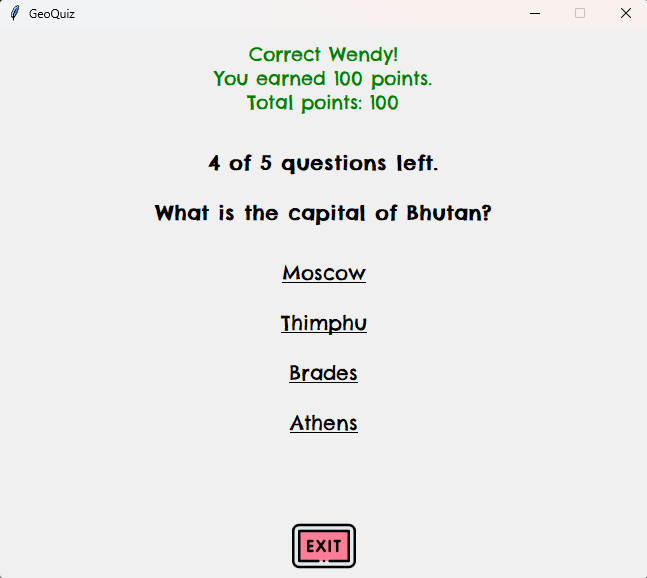 GeoQuiz
Correct Wendy!
You earned 100 points.
Total points: 100
4 of 5 questions left.
What is the capital of Bhutan?
Moscow
Thimphu
Brades
Athens
EXIT